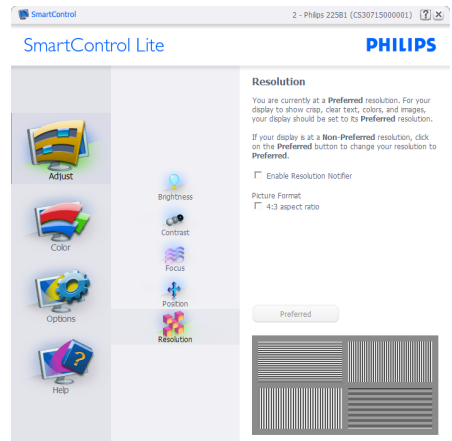 SmartControl
2 - Philips 225B1 (CS30715000001)
?
SmartControl Lite
PHILIPS
Adjust
Color
Options
Help
Brightness
Contrast
Focus
Position
Resolution
Resolution
You are currently at a Preferred resolution. For your
display to show crisp, clear text, colors, and images,
your display should be set to its Preferred resolution.
If your display is at a Non-Preferred resolution, click
on the Preferred button to change your resolution to
Preferred.
Enable Resolution Notifier
Picture Format
4:3 aspect ratio
Preferred